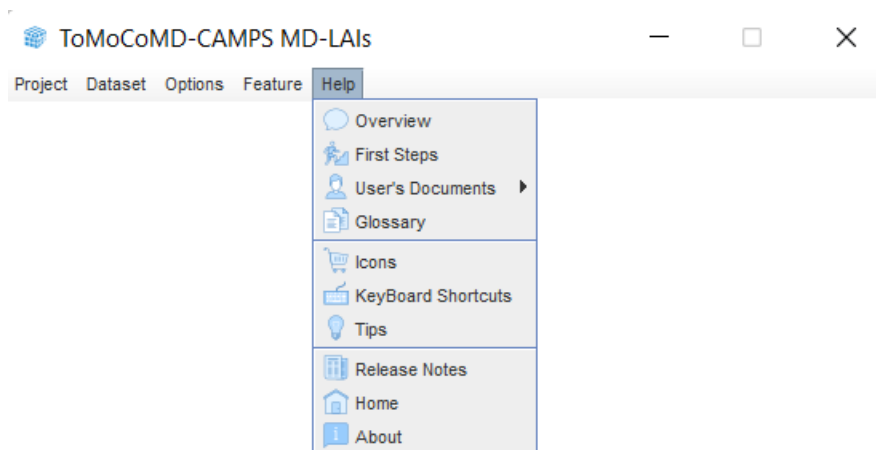 ToMoCoMD-CAMPS MD-LAIs
Project Dataset Options Feature Help
Overview
First Steps
User's Documents
Glossary
Icons
KeyBoard Shortcuts
Tips
Release Notes
Home
About